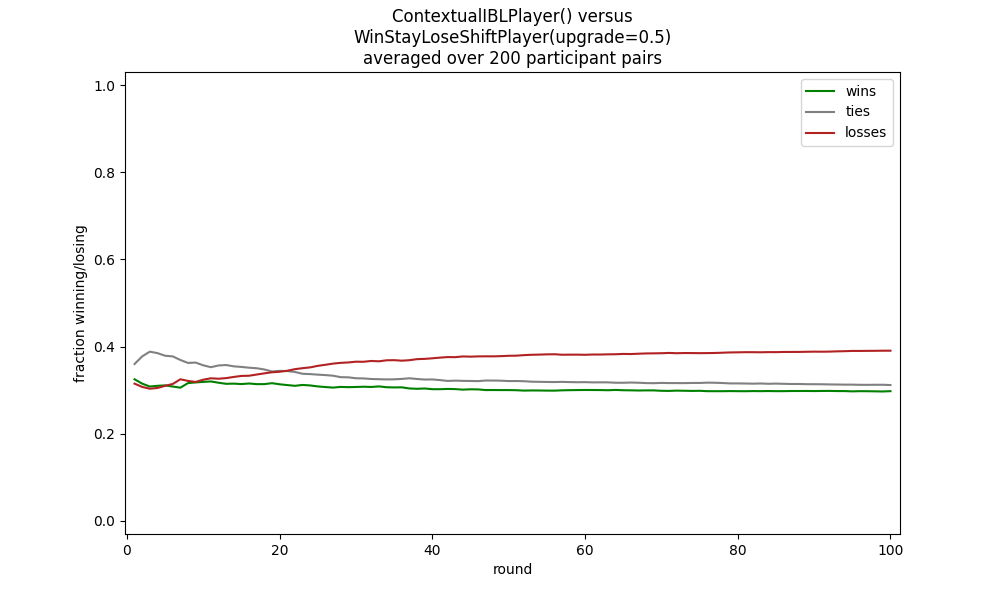 ContextualIBLPlayer() versus
WinStayLoseShiftPlayer(upgrade=0.5)
averaged over 200 participant pairs
1.0
0.8
0.6
0.4
0.2
0.0
fraction winning/losing
wins
ties
losses
0
20
40
60
80
100
round